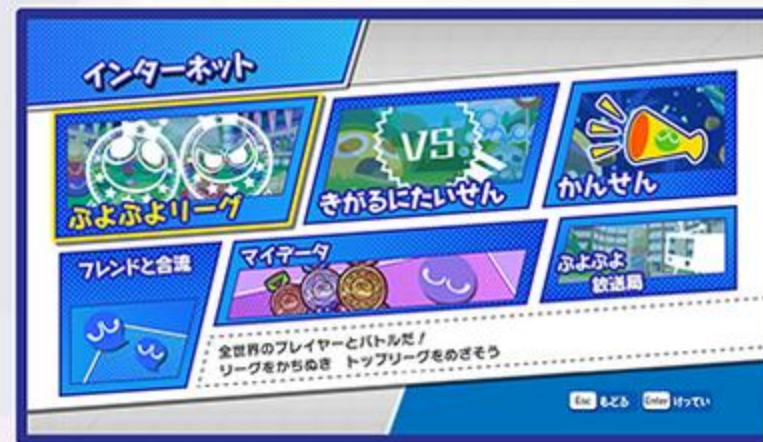 インターネット
VS
ぷよぷよリーグ
きがるにたいせん
かんせん
フレンドと合流
マイデータ
ぷよぷよ
放送局
全世界のプレイヤーとバトルだ！
リーグをかちぬき トップリーグをめざそう
Esc もどる Enter けってい